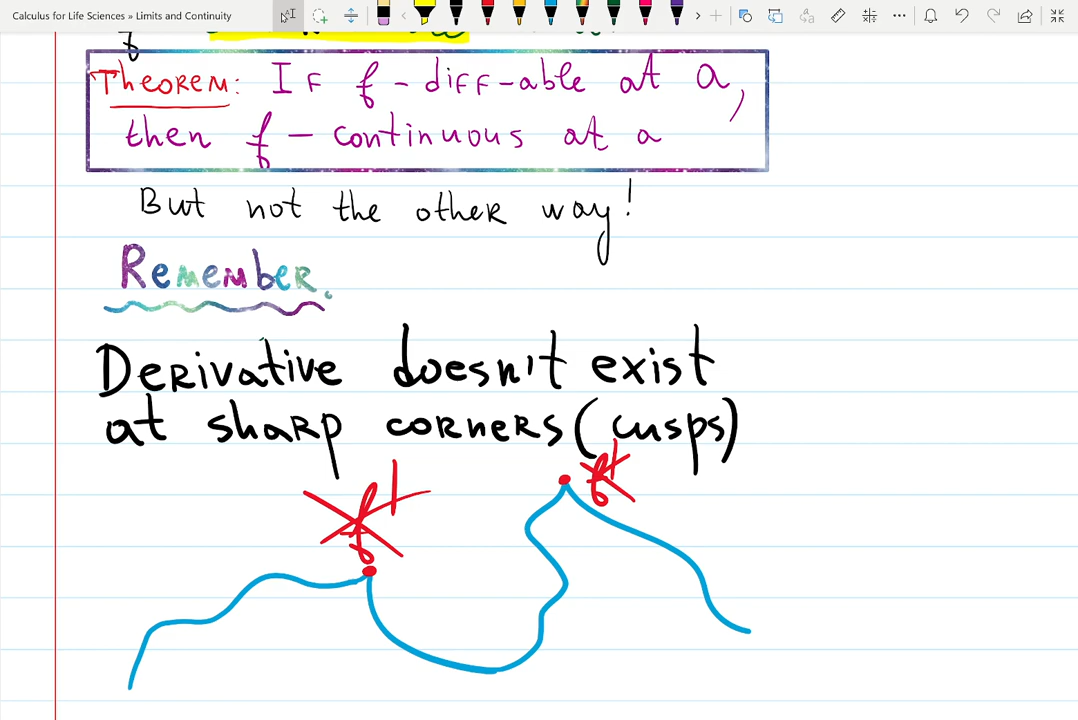 Calculus for Life Sciences » Limits and Continuity
Theorem: If f - diff-able at a,
then f - continuous at a
But not the other way!
Remember.
Derivative doesn't exist
at sharp corners (cusps)
f'
f'